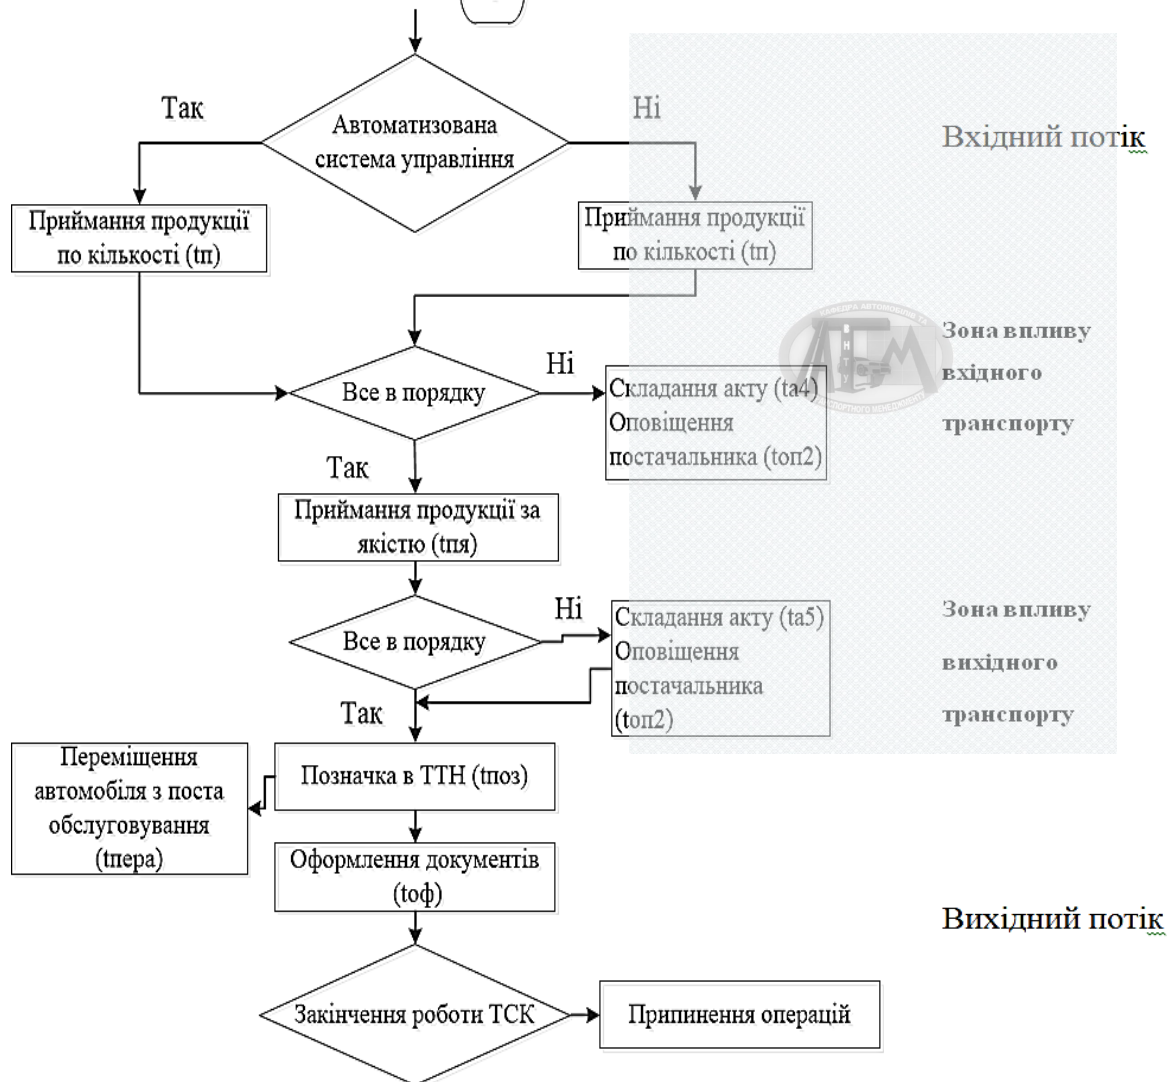 Так
Ні
Автоматизована
система управління
Вхідний потік
Приймання продукції
по кількості (tп)
Приймання продукції
по кількості (tп)
Зона впливу
вхідного
транспорту
Все в порядку
Ні
Складання акту (ta4)
Оповіщення
постачальника (tоп2)
Так
Приймання продукції за
якістю (tпя)
Все в порядку
Ні
Складання акту (ta5)
Оповіщення
постачальника
(tоп2)
Зона впливу
вихідного
транспорту
Так
Переміщення
автомобіля з поста
обслуговування
(tпера)
Позначка в ТТН (tпоз)
Оформлення документів
(tоф)
Вихідний потік
Закінчення роботи ТСК
Припинення операцій